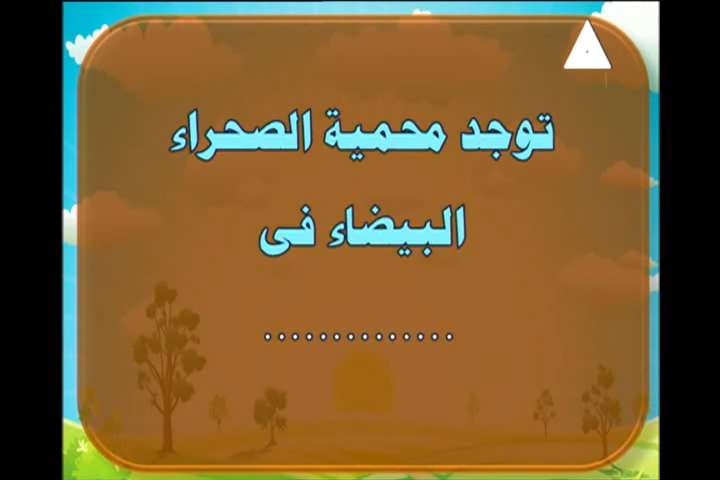 توجد محمية الصحراء
البيضاء فى
..............